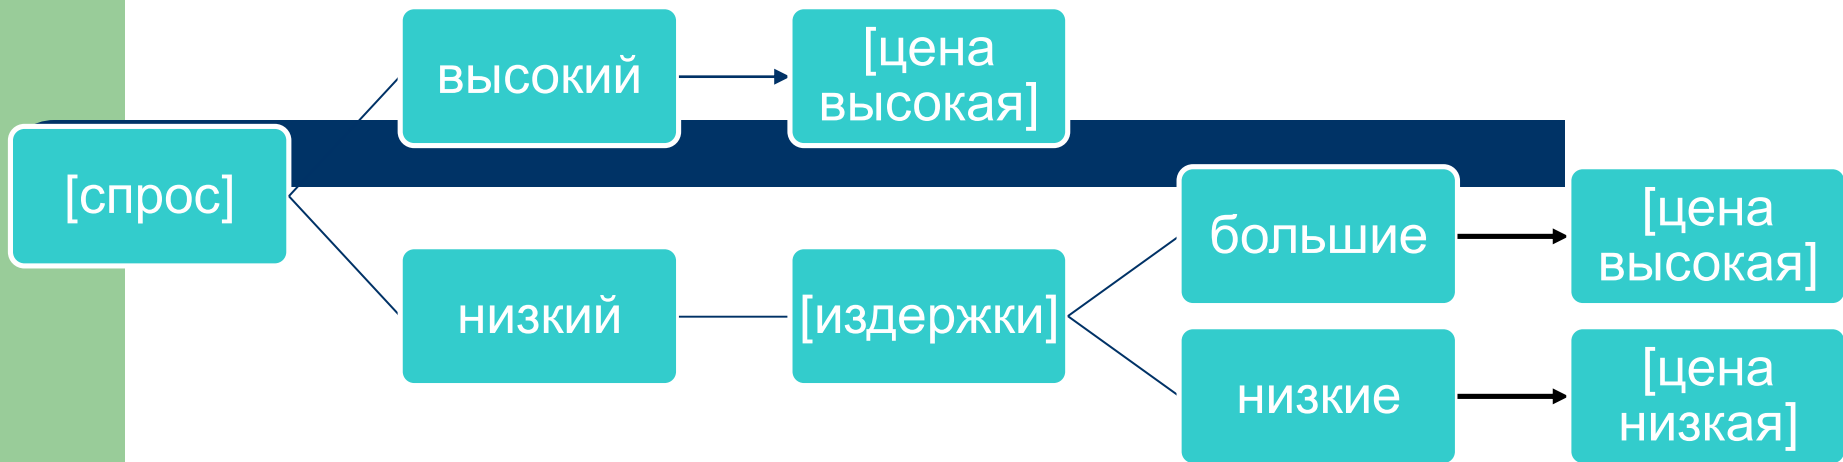 высокий
[цена
высокая]
[спрос]
большие
[цена
высокая]
низкий
[издержки]
низкие
[цена
низкая]